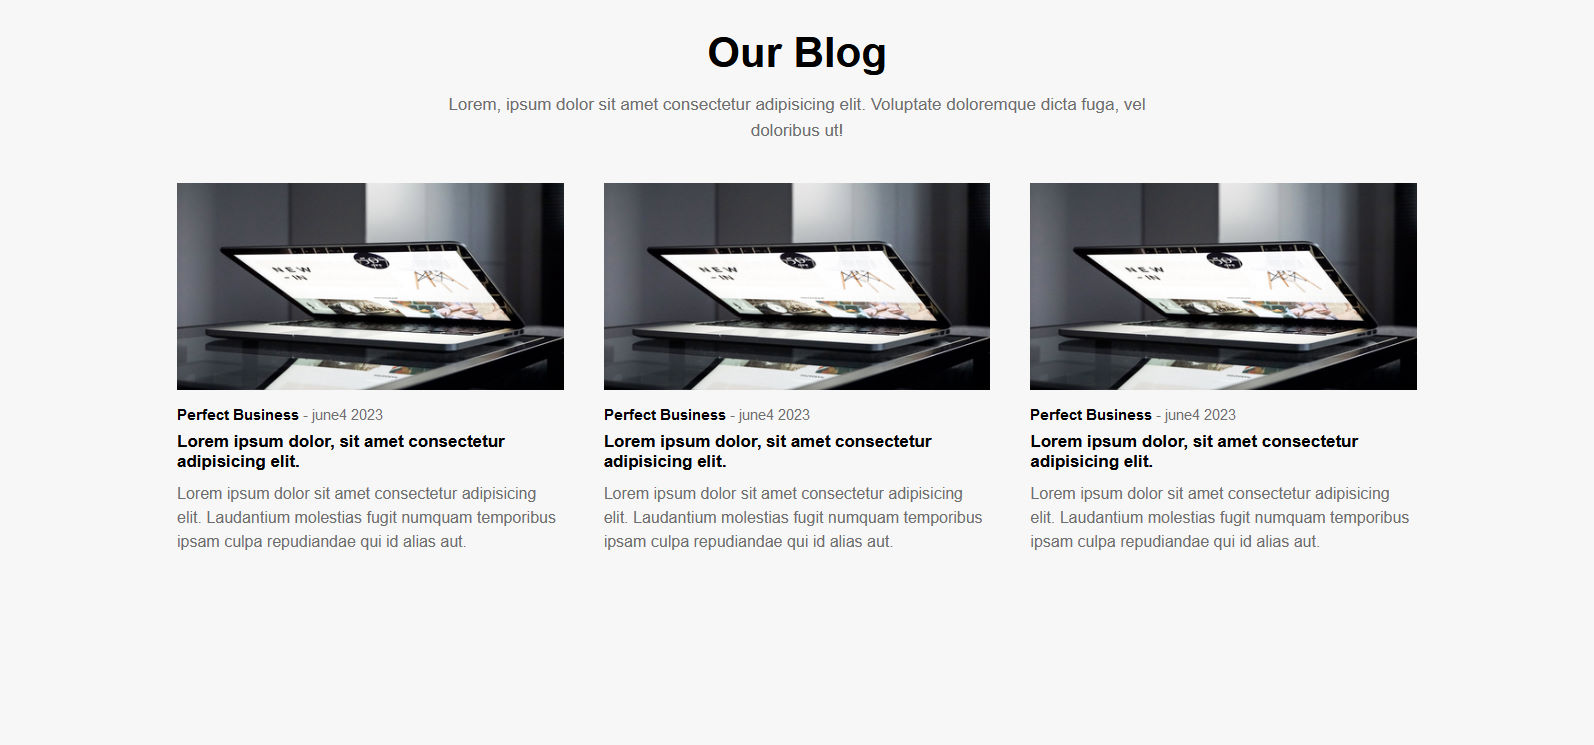 Our Blog
Lorem, ipsum dolor sit amet consectetur adipisicing elit. Voluptate doloremque dicta fuga, vel
doloribus ut!
NEW
-IN
50%
NEW
-IN
50%
NEW
-IN
50%
Perfect Business - june4 2023
Lorem ipsum dolor, sit amet consectetur
adipisicing elit.
Lorem ipsum dolor sit amet consectetur adipisicing
elit. Laudantium molestias fugit numquam temporibus
ipsam culpa repudiandae qui id alias aut.
Perfect Business - june4 2023
Lorem ipsum dolor, sit amet consectetur
adipisicing elit.
Lorem ipsum dolor sit amet consectetur adipisicing
elit. Laudantium molestias fugit numquam temporibus
ipsam culpa repudiandae qui id alias aut.
Perfect Business - june4 2023
Lorem ipsum dolor, sit amet consectetur
adipisicing elit.
Lorem ipsum dolor sit amet consectetur adipisicing
elit. Laudantium molestias fugit numquam temporibus
ipsam culpa repudiandae qui id alias aut.